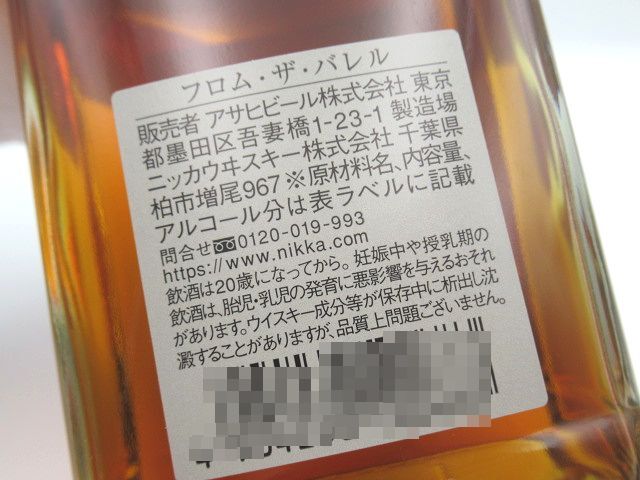 フロム・ザ・バレル
販売者 アサヒビール株式会社 東京
都墨田区吾妻橋1-23-1 製造場
ニッカウヰスキー株式会社 千葉県
柏市増尾967 ※原材料名、内容量、
アルコール分は表ラベルに記載
問合せ 0120-019-993
https://www.nikka.com
飲酒は20歳になってから。妊娠中や授乳期の
飲酒は、胎児・乳児の発育に悪影響を与えるおそれ
があります。ウイスキー成分等が保存中に析出し沈
澱することがありますが、品質上問題ございません。